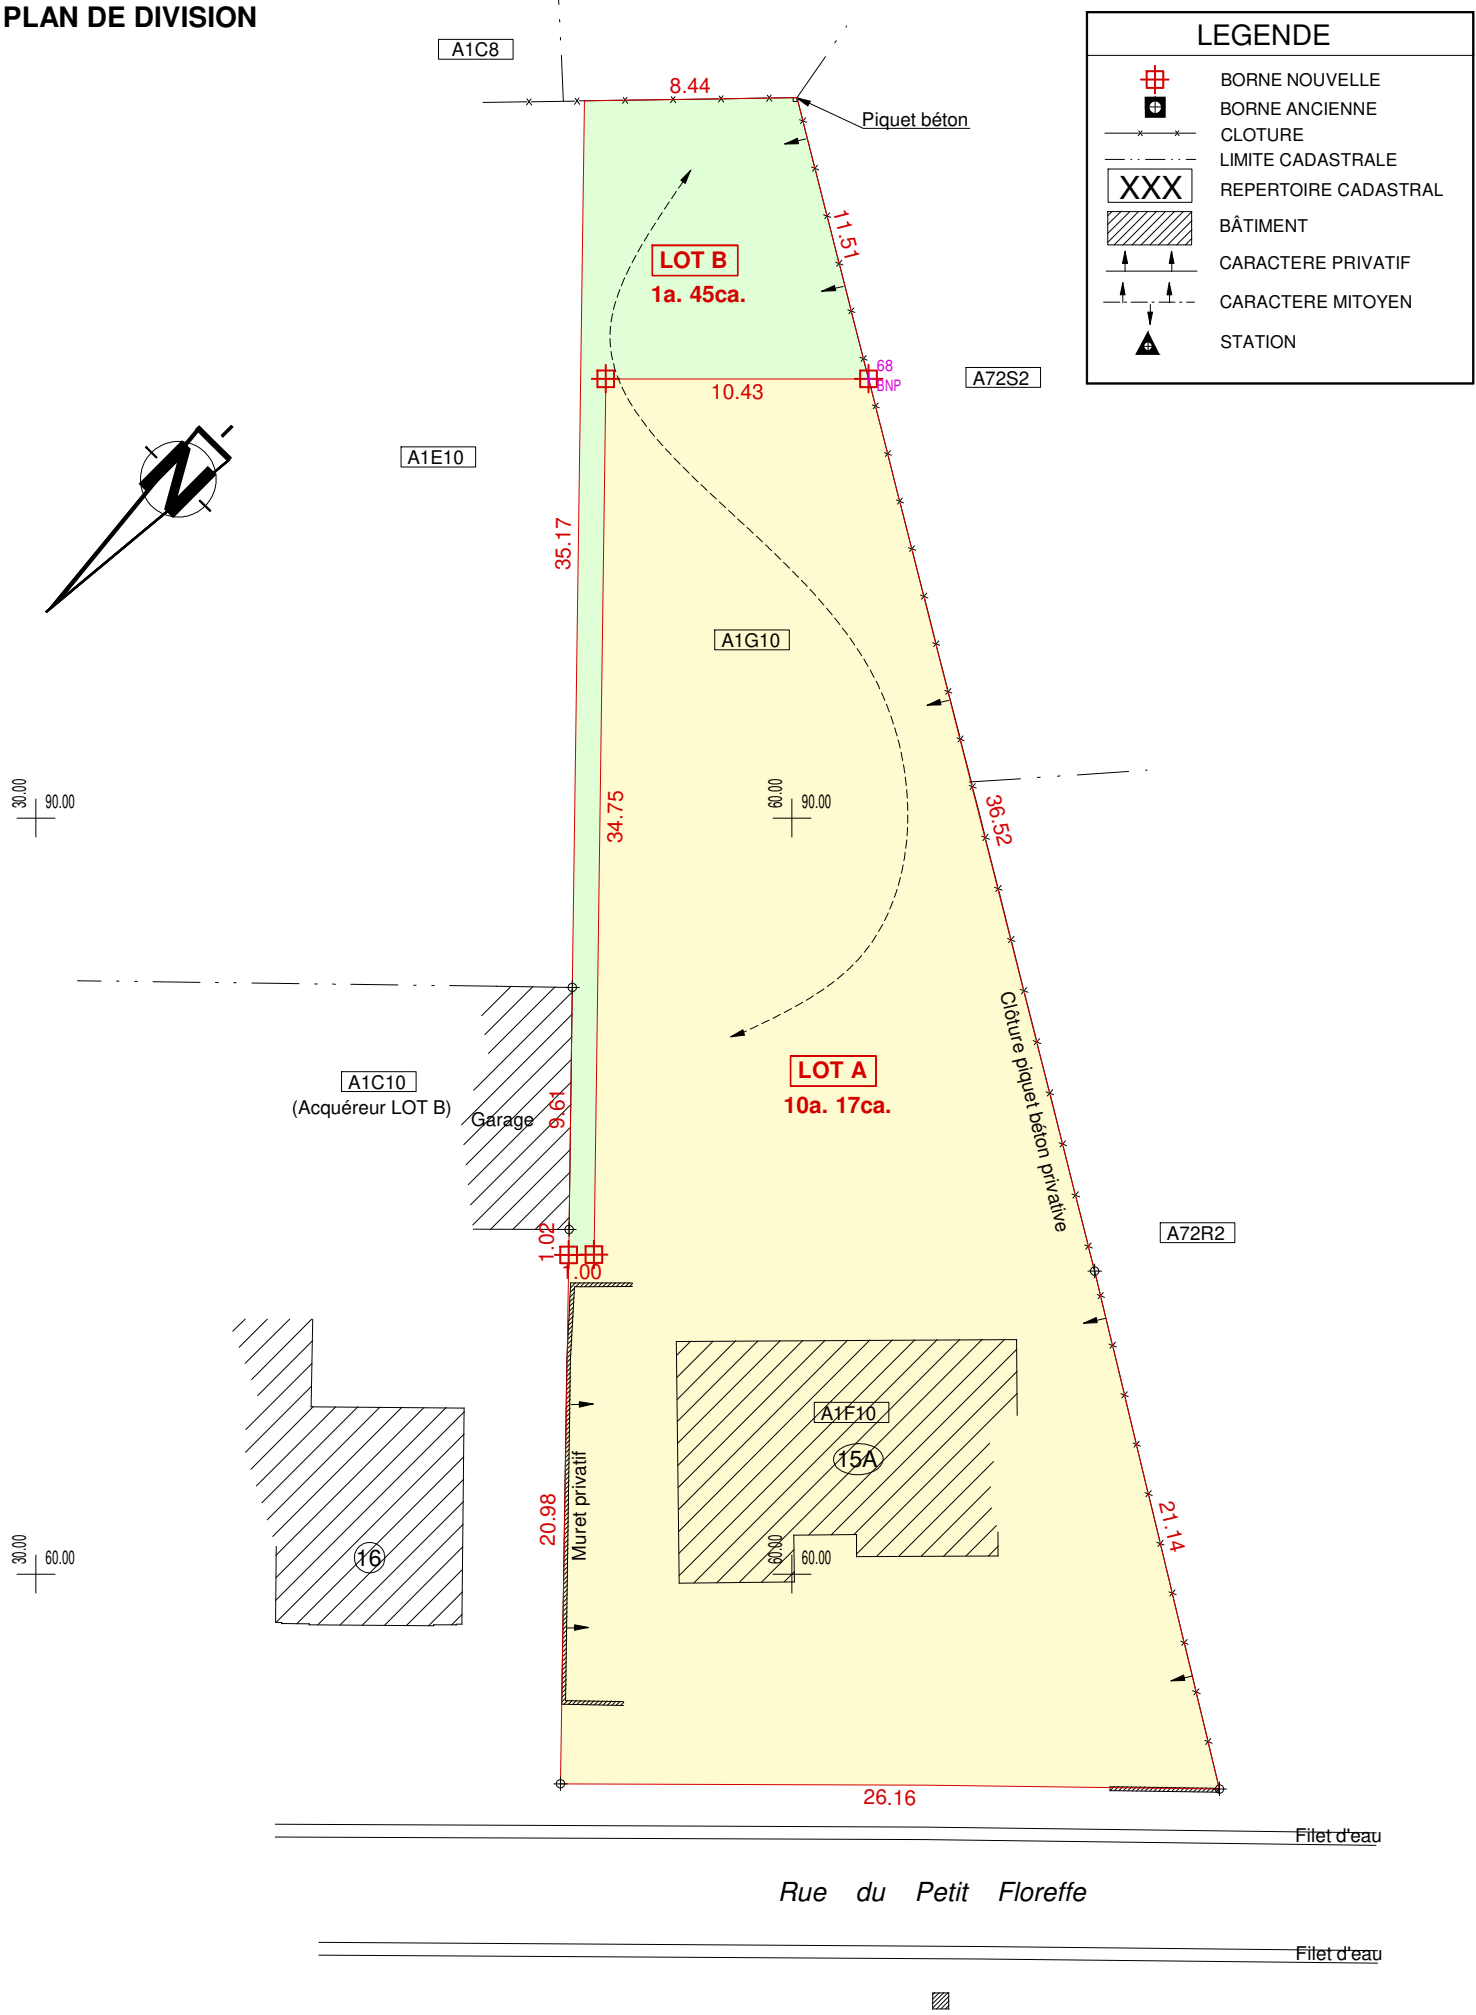 PLAN DE DIVISION
A1C8
8.44
Piquet béton
LEGENDE
BORNE NOUVELLE
BORNE ANCIENNE
CLOTURE
LIMITE CADASTRALE
XXX
REPERTOIRE CADASTRAL
BÂTIMENT
CARACTERE PRIVATIF
CARACTERE MITOYEN
STATION
11.51
LOT B
1a. 45ca.
68
BNP
A72S2
10.43
A1E10
N
35.17
A1G10
30.00
90.00
34.75
60.00
90.00
36.52
Clôture piquet béton privative
LOT A
10a. 17ca.
A1C10
(Acquéreur LOT B)
Garage
9.61
A72R2
1.02
1.00
A1F10
15A
Muret privatif
20.98
21.14
16
30.00
60.00
60.00
60.00
26.16
Filet d'eau
Rue du Petit Floreffe
Filet d'eau